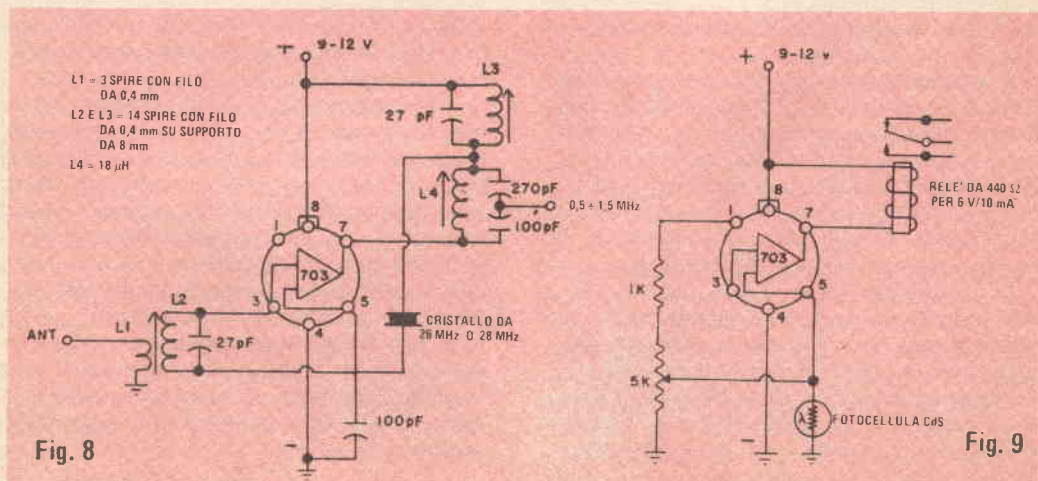 + 9-12 V
L1 = 3 SPIRE CON FILO
DA 0,4 mm
L2 E L3 = 14 SPIRE CON FILO
DA 0,4 mm SU SUPPORTO
DA 8 mm
L4 = 18 µH
L3
27 pF
L4
270pF
100pF
0,5 ÷ 1,5 MHz
1
8
7
703
3
5
4
L2
L1
ANT
27pF
CRISTALLO DA
26 MHz O 28 MHz
100pF
-
Fig. 8
+ 9-12 V
RELE' DA 440 Ω
PER 6 V/10 mA
1
8
7
703
3
5
4
1K
5K
λ
FOTOCELLULA CdS
-
Fig. 9